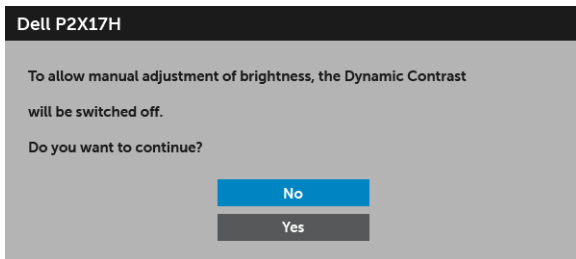 Dell P2X17H
To allow manual adjustment of brightness, the Dynamic Contrast
will be switched off.
Do you want to continue?
No
Yes